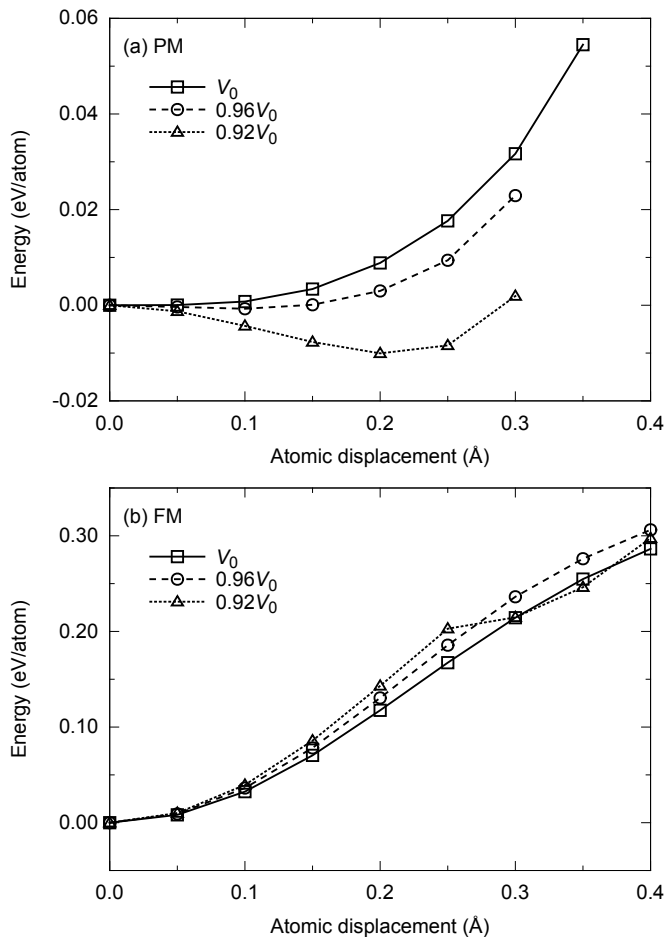 0.06
(a) PM
V0
0.96V0
0.92V0
0.04
0.02
0.00
-0.02
Energy (eV/atom)
0.0 0.1 0.2 0.3 0.4
Atomic displacement (Å)
(b) FM
V0
0.96V0
0.92V0
0.30
0.20
0.10
0.00
Energy (eV/atom)
0.0 0.1 0.2 0.3 0.4
Atomic displacement (Å)